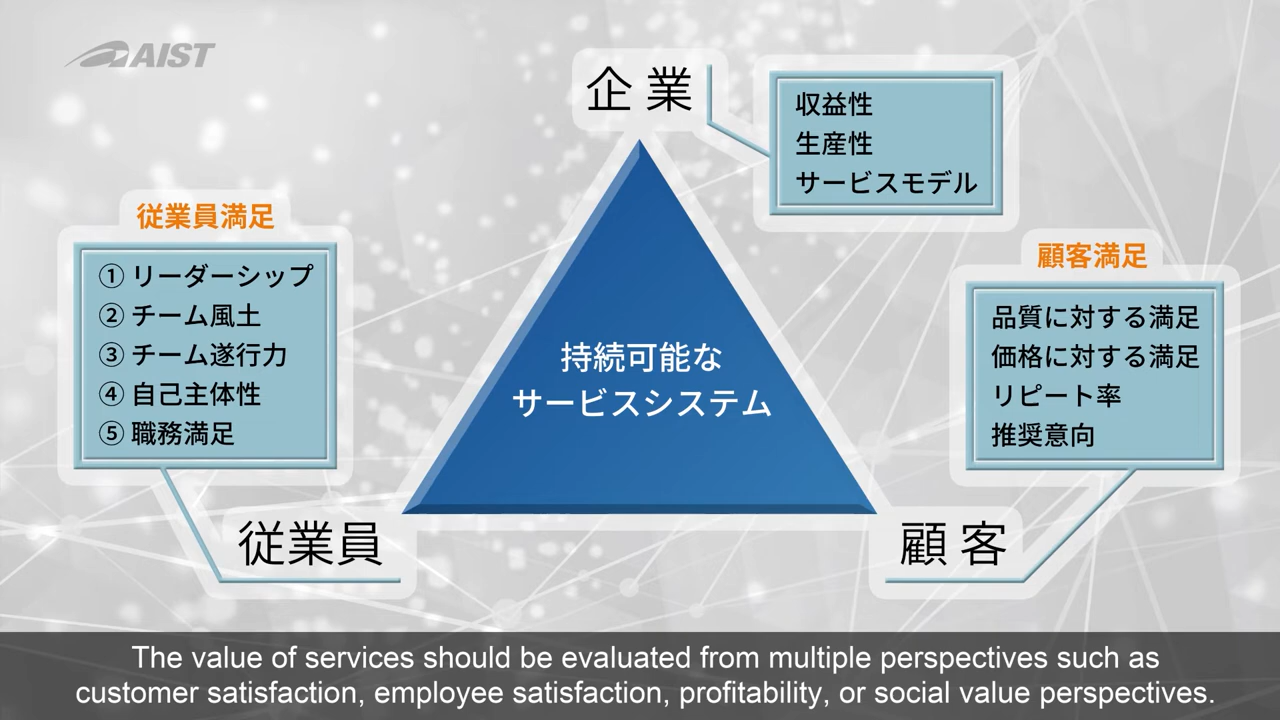 AIST
企業
収益性
生産性
サービスモデル
従業員満足
① リーダーシップ
② チーム風土
③ チーム遂行力
④ 自己主体性
⑤ 職務満足
従業員
持続可能な
サービスシステム
顧客満足
品質に対する満足
価格に対する満足
リピート率
推奨意向
顧客
The value of services should be evaluated from multiple perspectives such as
customer satisfaction, employee satisfaction, profitability, or social value perspectives.